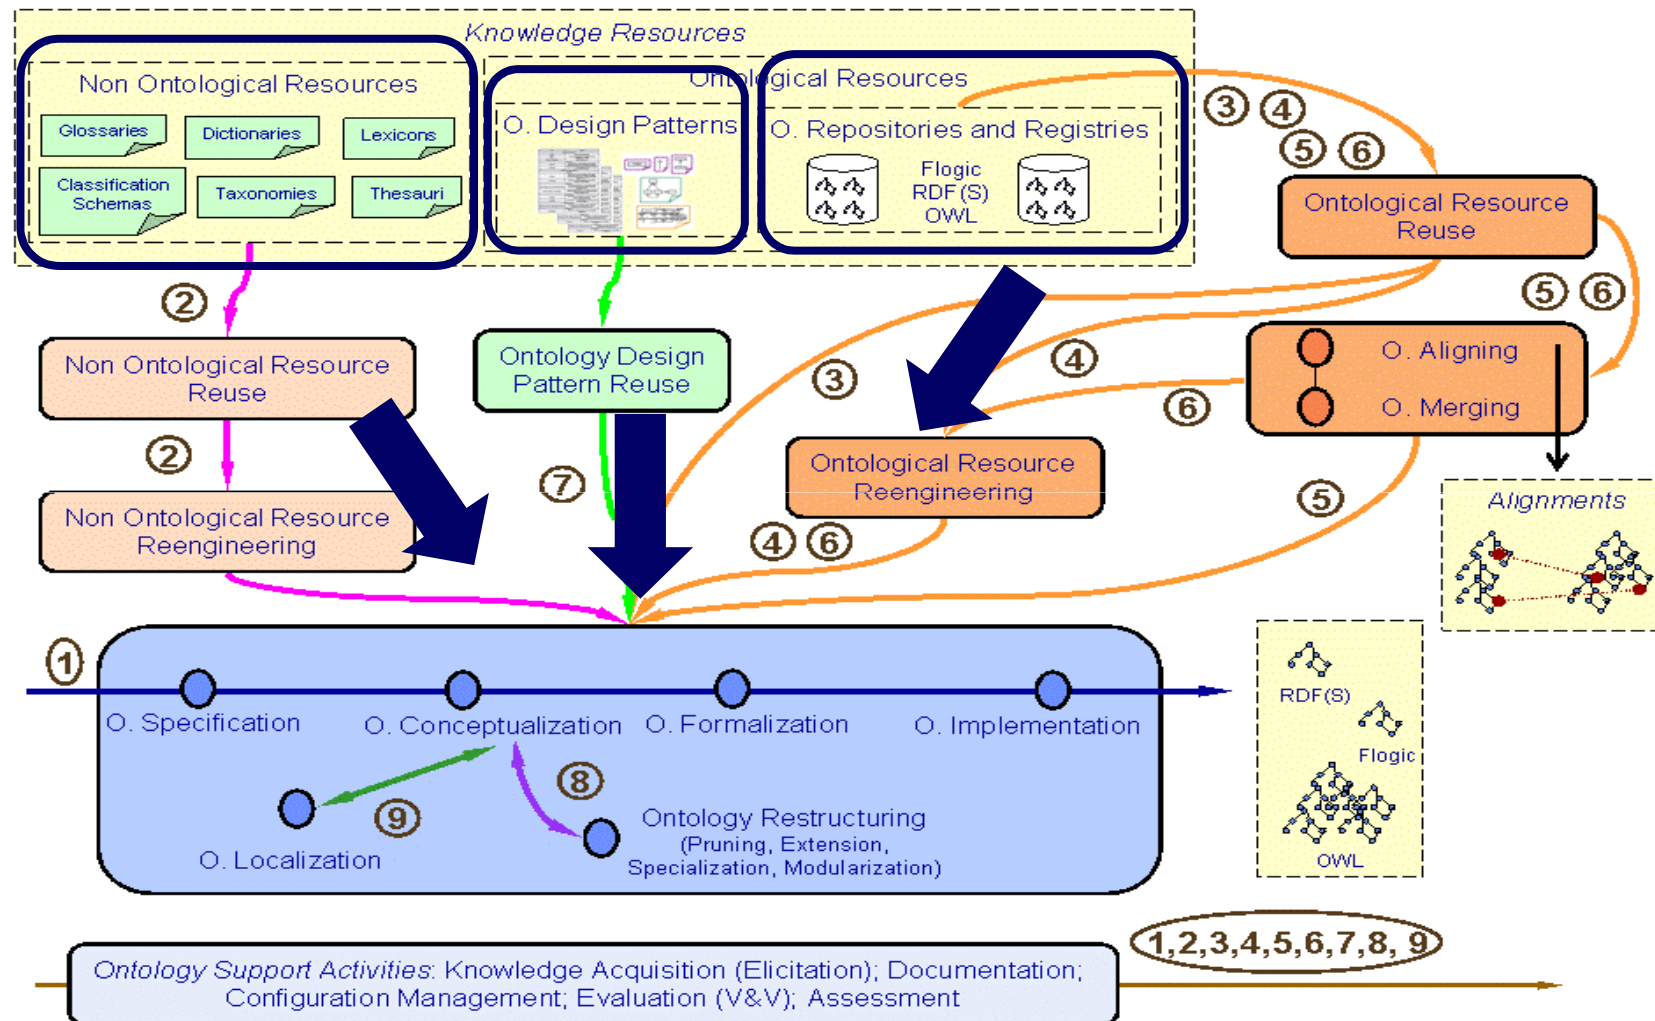 Knowledge Resources
Non Ontological Resources
Glossaries
Dictionaries
Lexicons
Classification
Schemas
Taxonomies
Thesauri
Ontological Resources
O. Design Patterns
O. Repositories and Registries
Flogic
RDF(S)
OWL
3
4
5
6
Ontological Resource
Reuse
5
6
2
Non Ontological Resource
Reuse
Ontology Design
Pattern Reuse
3
4
6
O. Aligning
O. Merging
2
7
Ontological Resource
Reengineering
5
Non Ontological Resource
Reengineering
4
6
Alignments
1
O. Specification
O. Conceptualization
O. Formalization
O. Implementation
8
9
O. Localization
Ontology Restructuring
(Pruning, Extension,
Specialization, Modularization)
RDF(S)
Flogic
OWL
1,2,3,4,5,6,7,8, 9
Ontology Support Activities: Knowledge Acquisition (Elicitation); Documentation;
Configuration Management; Evaluation (V&V); Assessment